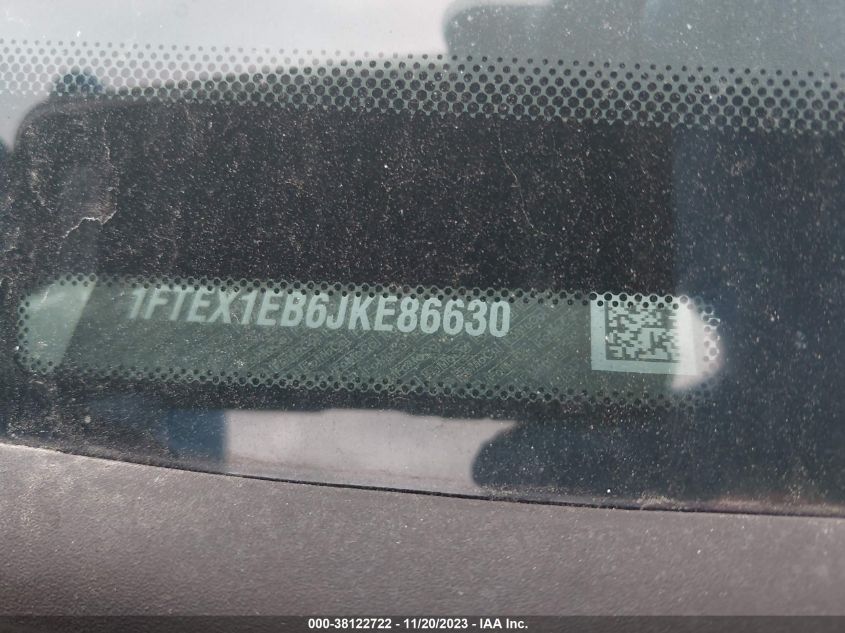 1FTEX1EB6JKE86630
000-38122722 - 11/20/2023 - IAA Inc.